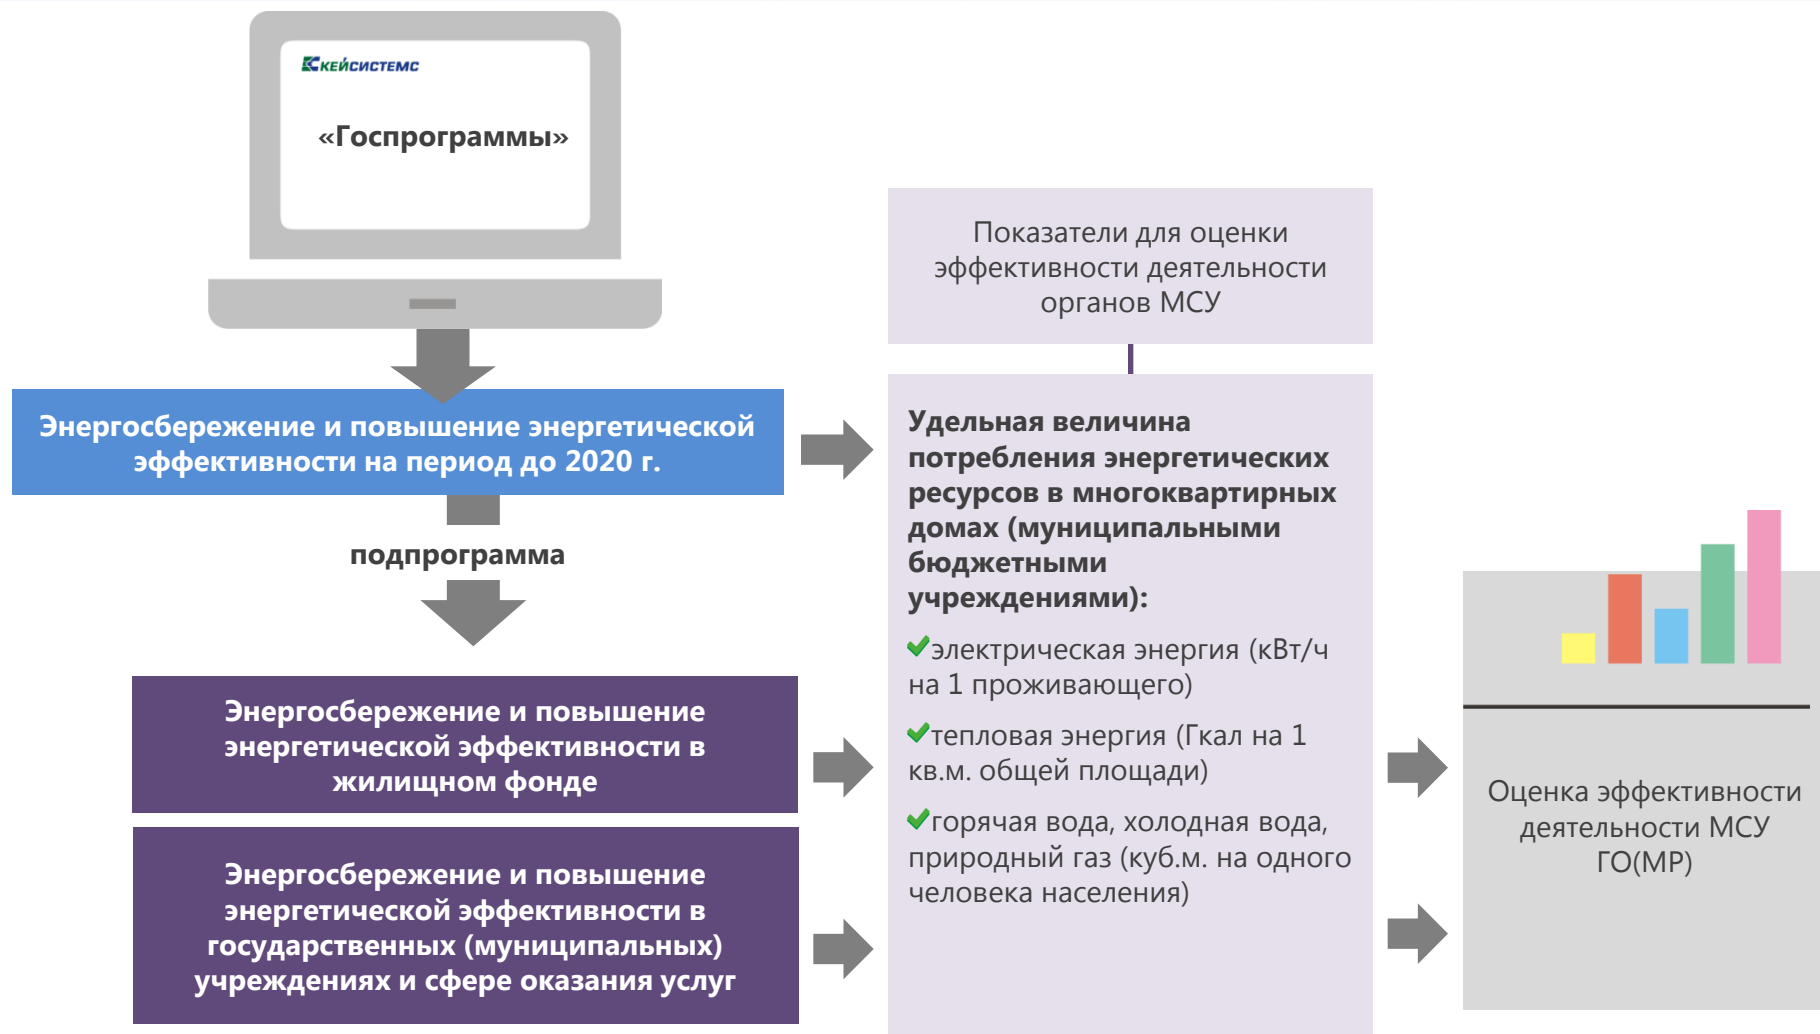 КЕЙСИСТЕМС
«Госпрограммы»
Энергосбережение и повышение энергетической
эффективности на период до 2020 г.
подпрограмма
Энергосбережение и повышение
энергетической эффективности в
жилищном фонде
Энергосбережение и повышение
энергетической эффективности в
государственных (муниципальных)
учреждениях и сфере оказания услуг
Показатели для оценки
эффективности деятельности
органов МСУ
Удельная величина
потребления энергетических
ресурсов в многоквартирных
домах (муниципальными
бюджетными
учреждениями):
электрическая энергия (кВт/ч
на 1 проживающего)
тепловая энергия (Гкал на 1
кв.м. общей площади)
горячая вода, холодная вода,
природный газ (куб.м. на одного
человека населения)
Оценка эффективности
деятельности МСУ
ГО(МР)